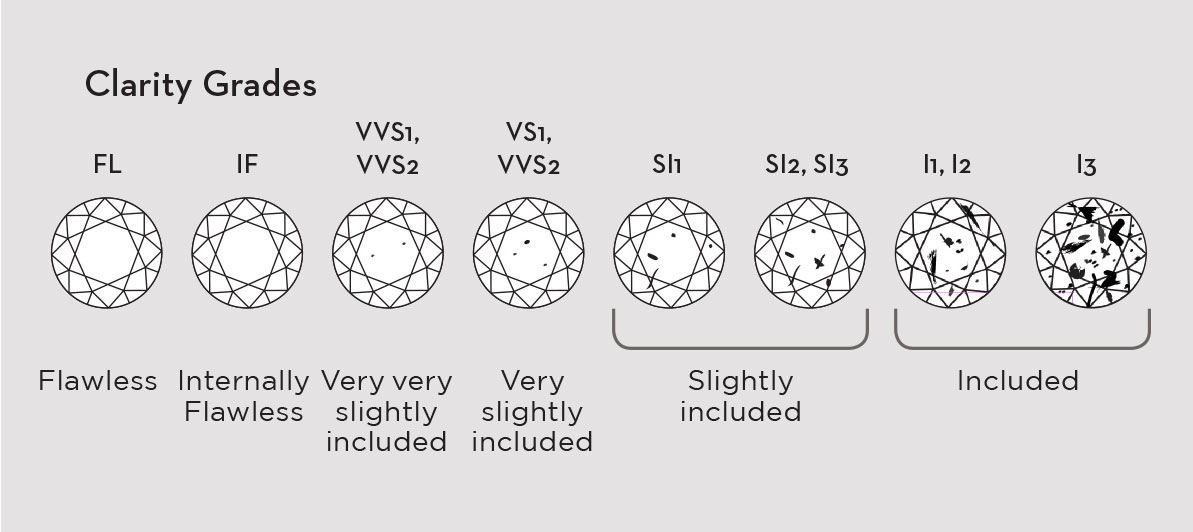 Clarity Grades
FL
IF
VVS1,
VVS2
VS1,
VVS2
SI1
SI2, SI3
I1, I2
I3
Flawless
Internally
Flawless
Very very
slightly
included
Very
slightly
included
Slightly
included
Included